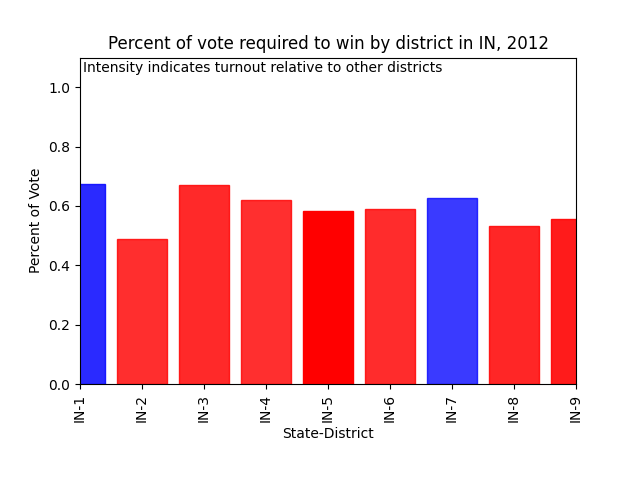 Percent of vote required to win by district in IN, 2012
Intensity indicates turnout relative to other districts
1.0
0.8
0.6
0.4
0.2
0.0
Percent of Vote
IN-1
IN-2
IN-3
IN-4
IN-5
IN-6
IN-7
IN-8
IN-9
State-District